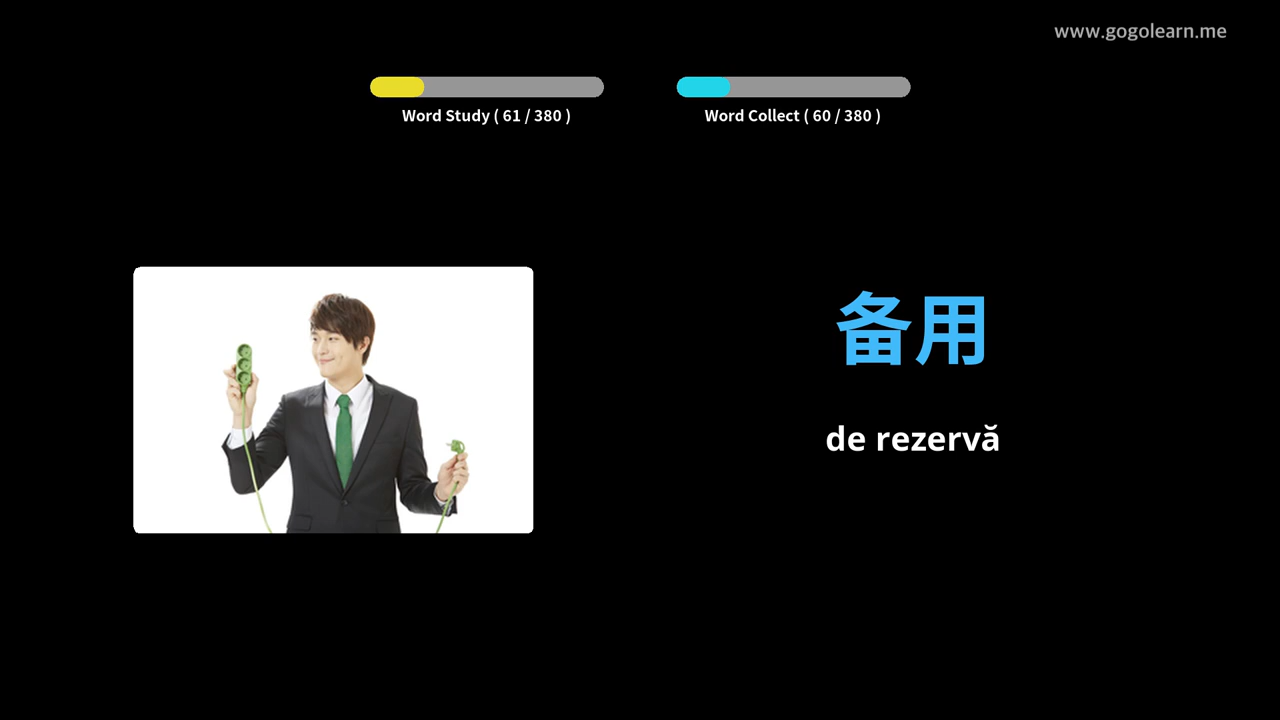 www.gogolearn.me
Word Study ( 61 / 380 )
Word Collect ( 60 / 380 )
备用
de rezervă